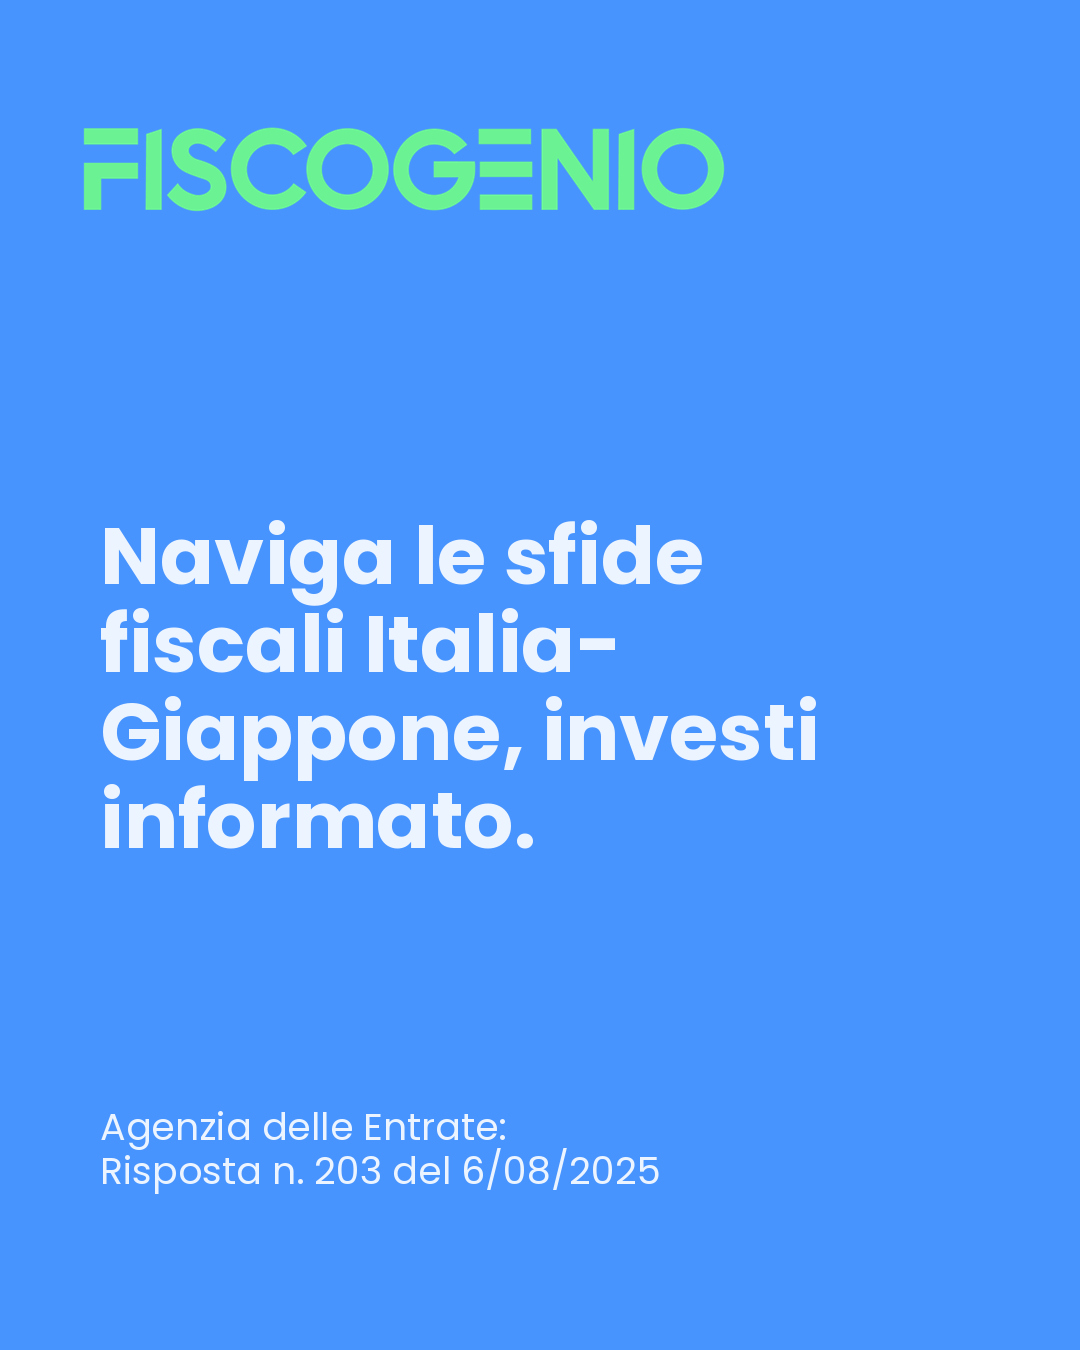 FISCOGENIO
Naviga le sfide
fiscali Italia-
Giappone, investi
informato.
Agenzia delle Entrate:
Risposta n. 203 del 6/08/2025